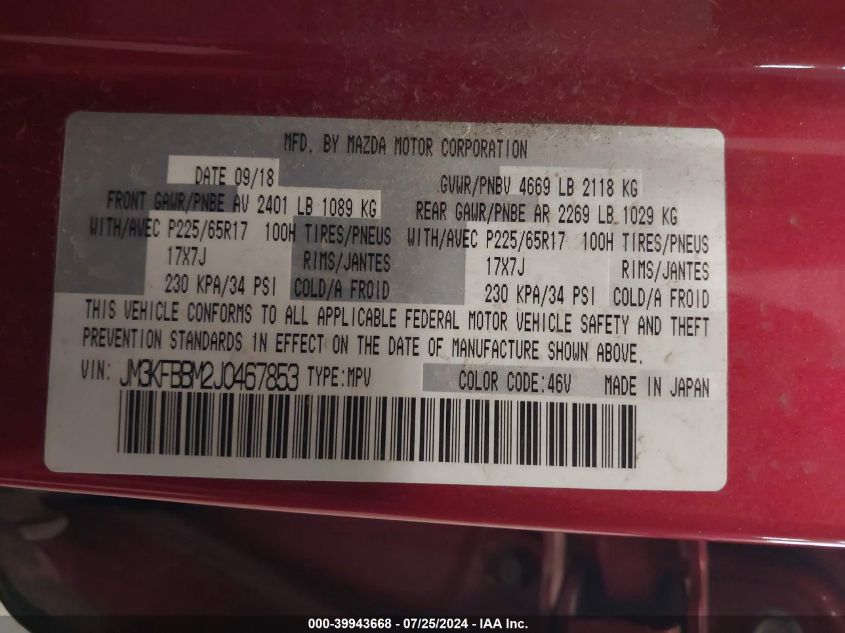 MFD. BY MAZDA MOTOR CORPORATION
DATE 09/18 GVWR/PNBV 4669 LB 2118 KG
FRONT GAWR/PNBE AV 2401 LB 1089 KG REAR GAWR/PNBE AR 2269 LB 1029 KG
WITH/AVEC P225/65R17 100H TIRES/PNEUS WITH/AVEC P225/65R17 100H TIRES/PNEUS
17X7J RIMS/JANTES 17X7J RIMS/JANTES
230 KPA/34 PSI COLD/A FROID 230 KPA/34 PSI COLD/A FROID
THIS VEHICLE CONFORMS TO ALL APPLICABLE FEDERAL MOTOR VEHICLE SAFETY AND THEFT
PREVENTION STANDARDS IN EFFECT ON THE DATE OF MANUFACTURE SHOWN ABOVE.
VIN: JM3KFBBM2J0467853 TYPE:MPV COLOR CODE:46V MADE IN JAPAN
000-39943668 - 07/25/2024 - IAA Inc.